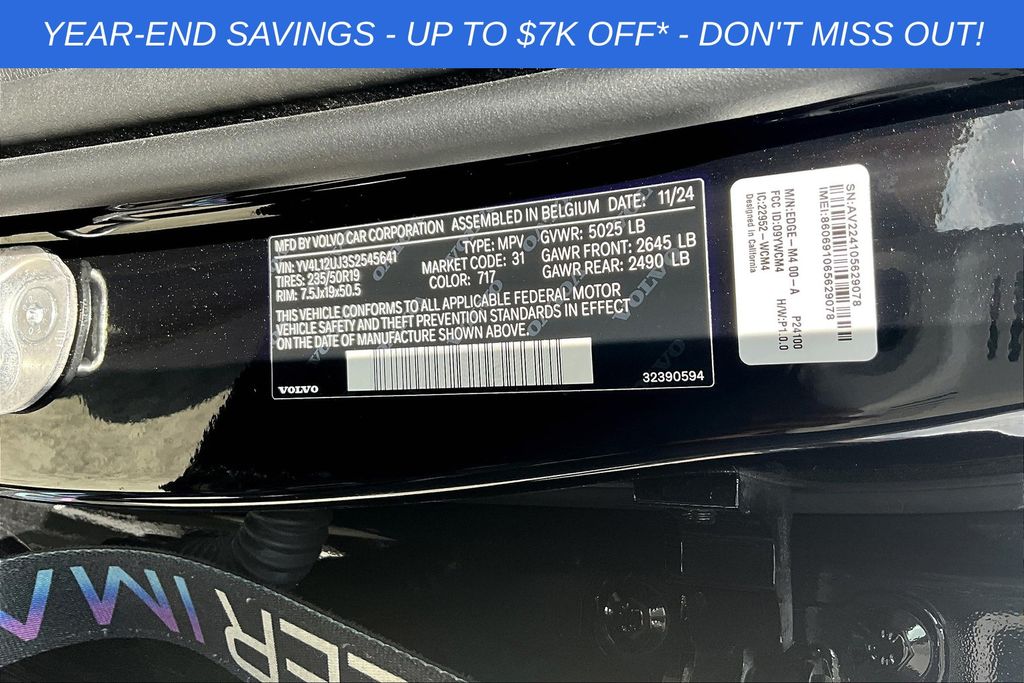 YEAR-END SAVINGS - UP TO $7K OFF* - DON'T MISS OUT!
MFD BY VOLVO CAR CORPORATION ASSEMBLED IN BELGIUM DATE: 11/24
VIN: YV4L12UJ3S2545641 TYPE: MPV GVWR: 5025 LB
TIRES: 235/50R19 MARKET CODE: 31 GAWR FRONT: 2645 LB
RIM: 7.5Jx19x50.5 COLOR: 717 GAWR REAR: 2490 LB
THIS VEHICLE CONFORMS TO ALL APPLICABLE FEDERAL MOTOR
VEHICLE SAFETY AND THEFT PREVENTION STANDARDS IN EFFECT
ON THE DATE OF MANUFACTURE SHOWN ABOVE.
VOLVO
32390594
SN:AV224105629078
IMEI:860691065629078
M/N:EDGE-M4 00-A P24100
FCC ID:O9YWCM4 H/W:P1.0.0
IC:22952-WCM4
Designed in California